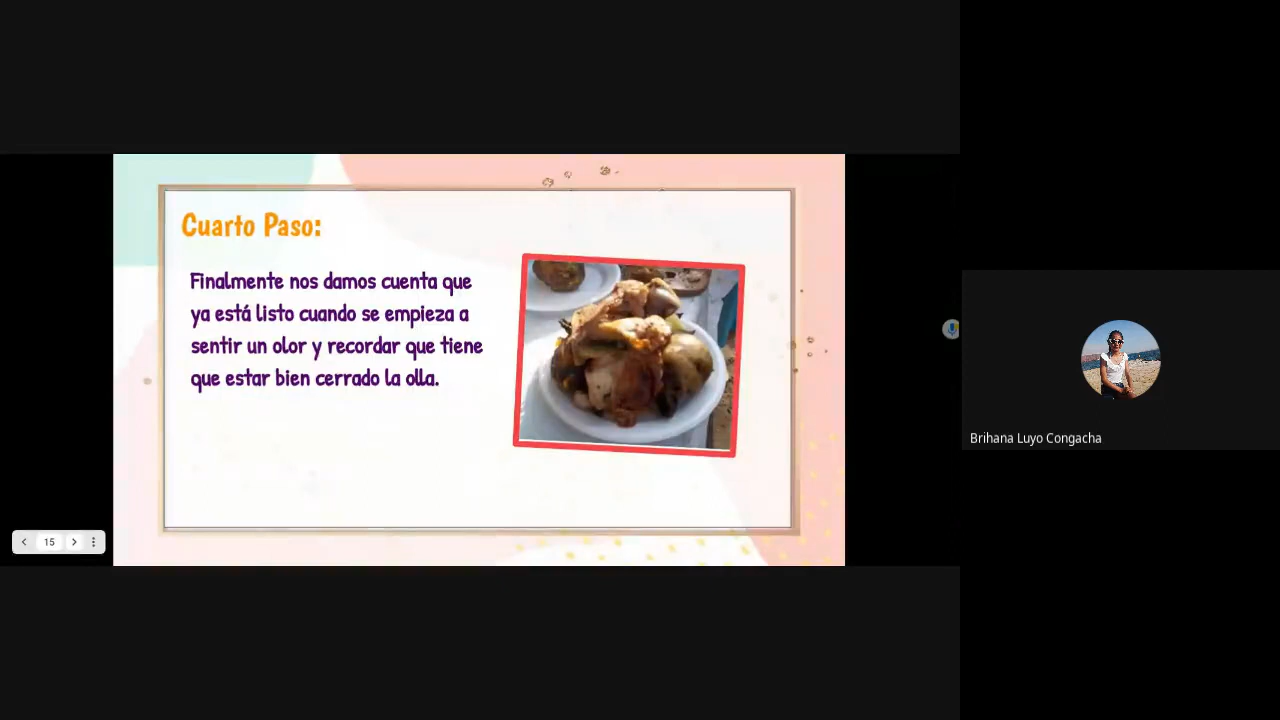 Cuarto Paso:
Finalmente nos damos cuenta que
ya está listo cuando se empieza a
sentir un olor y recordar que tiene
que estar bien cerrado la olla.
15
Brihana Luyo Congacha